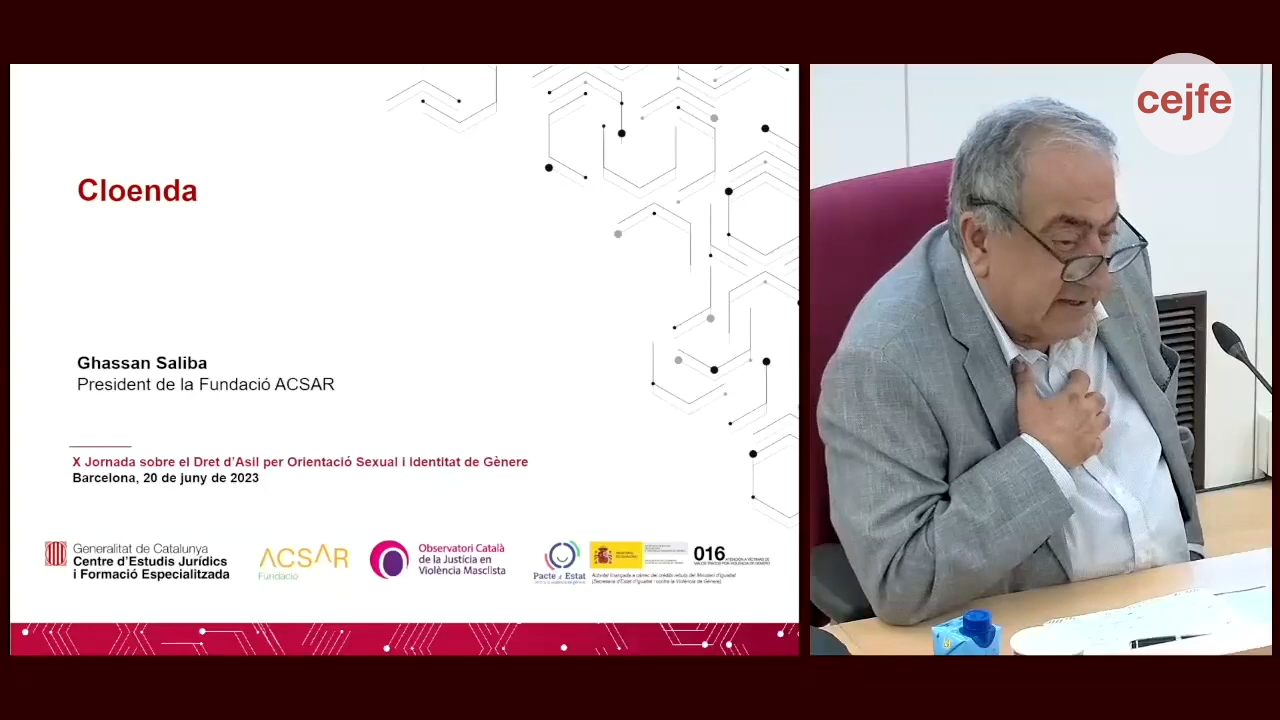 cejfe
Cloenda
Ghassan Saliba
President de la Fundació ACSAR
X Jornada sobre el Dret d'Asil per Orientació Sexual i Identitat de Gènere
Barcelona, 20 de juny de 2023
Generalitat de Catalunya
Centre d'Estudis Jurídics
i Formació Especialitzada
ACSAR
Fundació
Observatori Català
de la Justícia en
Violència Masclista
Pacte d'Estat
016